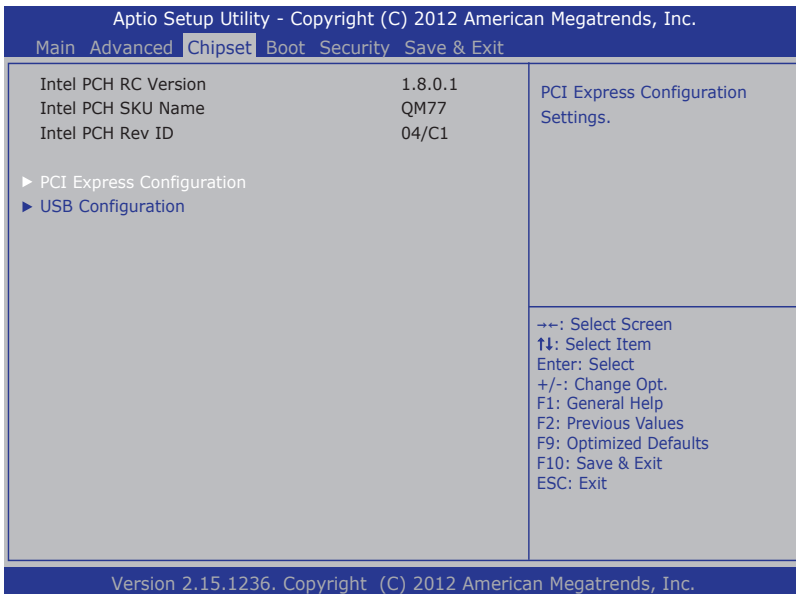 Aptio Setup Utility - Copyright (C) 2012 American Megatrends, Inc.
Main Advanced Chipset Boot Security Save & Exit
Intel PCH RC Version 1.8.0.1
Intel PCH SKU Name QM77
Intel PCH Rev ID 04/C1
▶ PCI Express Configuration
▶ USB Configuration
PCI Express Configuration
Settings.
→←: Select Screen
↑↓: Select Item
Enter: Select
+/-: Change Opt.
F1: General Help
F2: Previous Values
F9: Optimized Defaults
F10: Save & Exit
ESC: Exit
Version 2.15.1236. Copyright (C) 2012 American Megatrends, Inc.